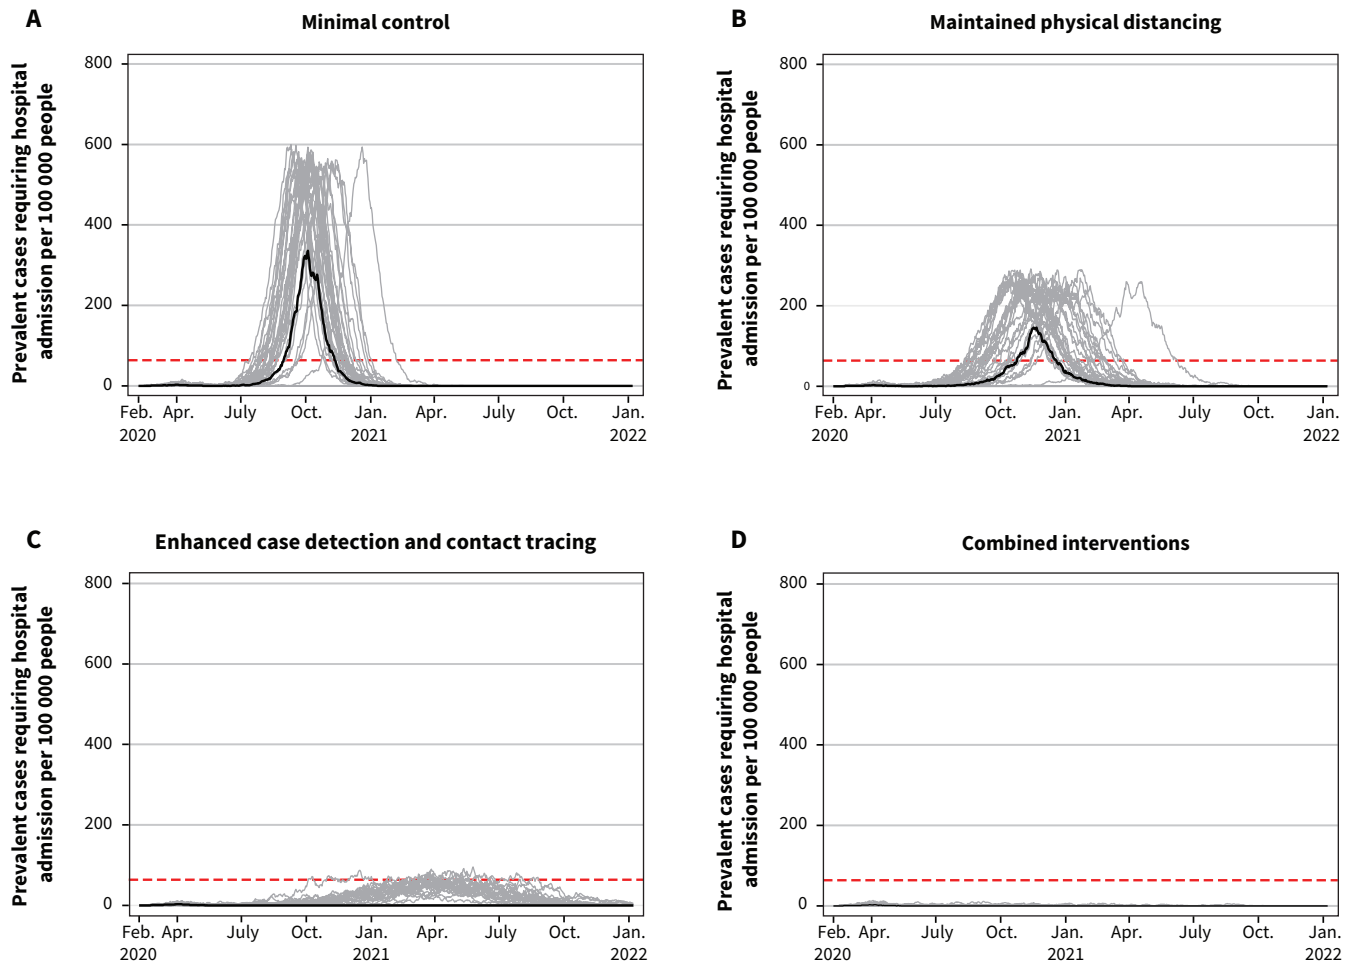 A
Minimal control
Prevalent cases requiring hospital
admission per 100 000 people
800
600
400
200
0
Feb. Apr. July Oct. Jan. Apr. July Oct. Jan.
2020 2021 2022
B
Maintained physical distancing
Prevalent cases requiring hospital
admission per 100 000 people
800
600
400
200
0
Feb. Apr. July Oct. Jan. Apr. July Oct. Jan.
2020 2021 2022
C
Enhanced case detection and contact tracing
Prevalent cases requiring hospital
admission per 100 000 people
800
600
400
200
0
Feb. Apr. July Oct. Jan. Apr. July Oct. Jan.
2020 2021 2022
D
Combined interventions
Prevalent cases requiring hospital
admission per 100 000 people
800
600
400
200
0
Feb. Apr. July Oct. Jan. Apr. July Oct. Jan.
2020 2021 2022